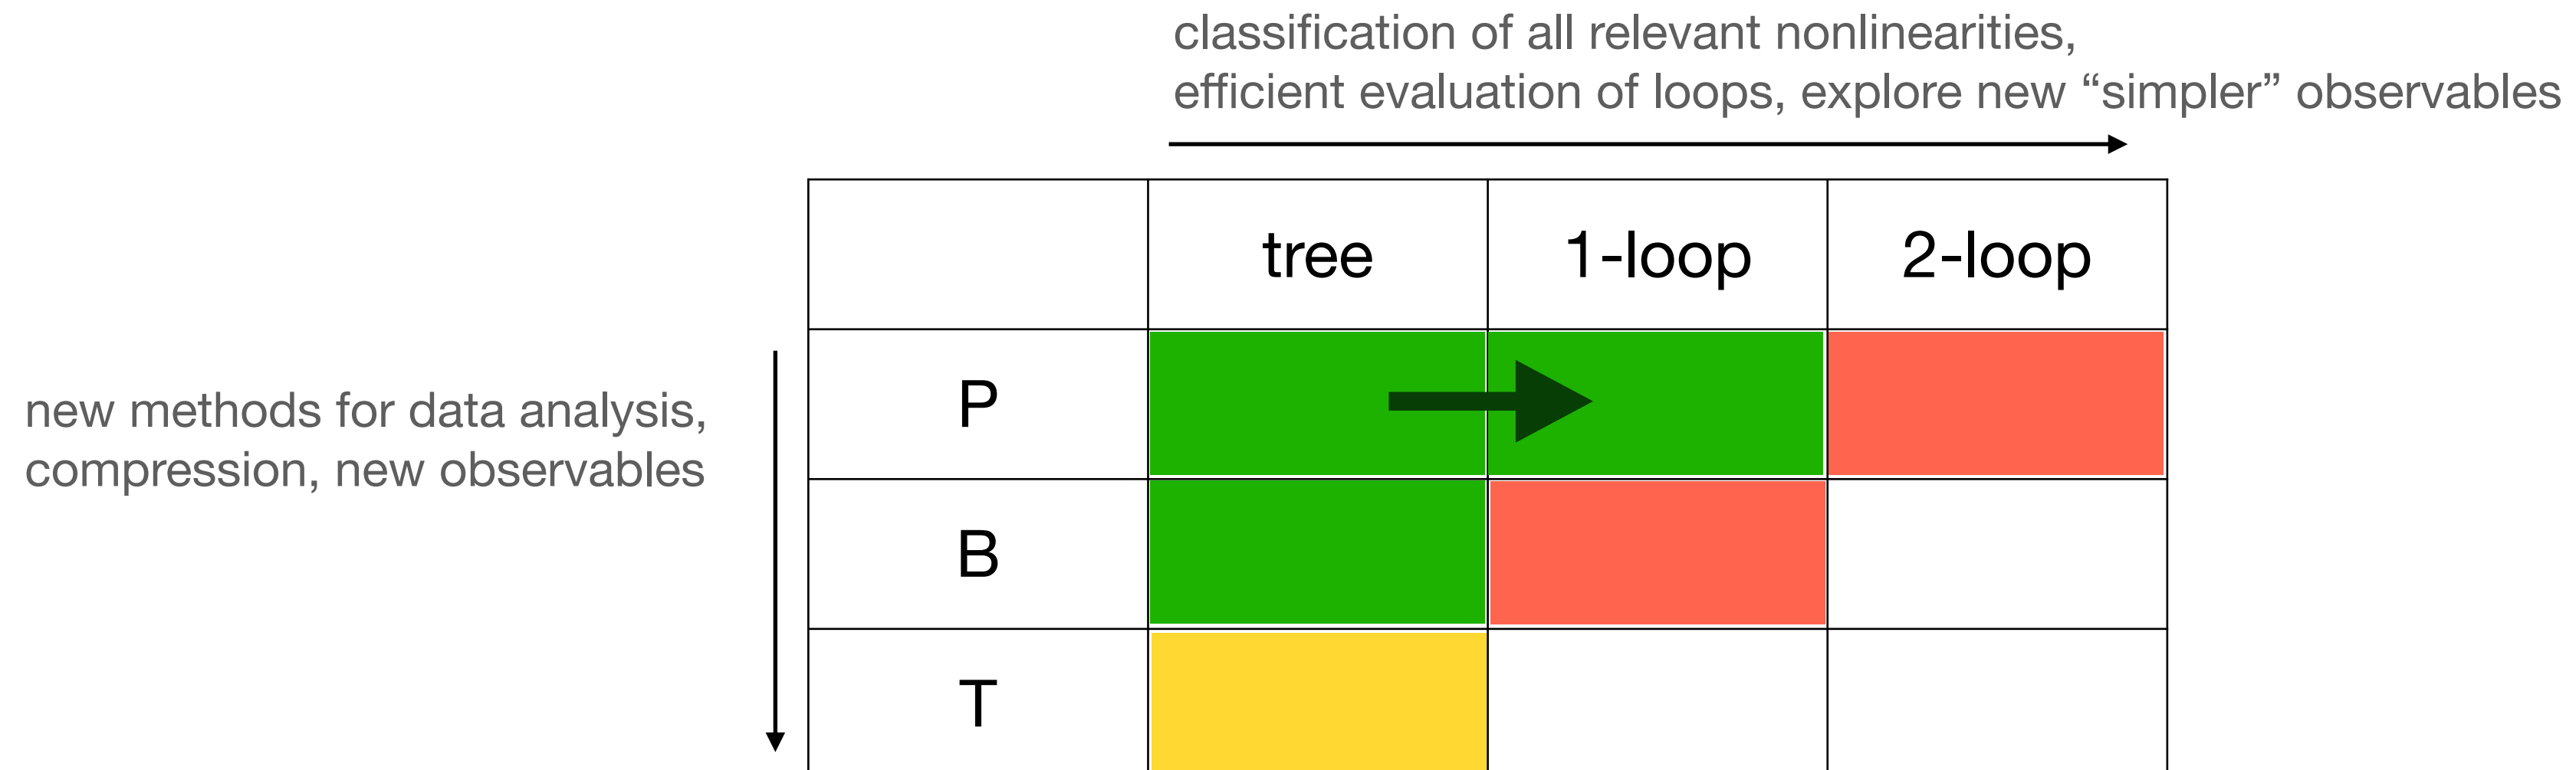 classification of all relevant nonlinearities,
efficient evaluation of loops, explore new “simpler” observables
tree 1-loop 2-loop
new methods for data analysis,
compression, new observables
P
B
T